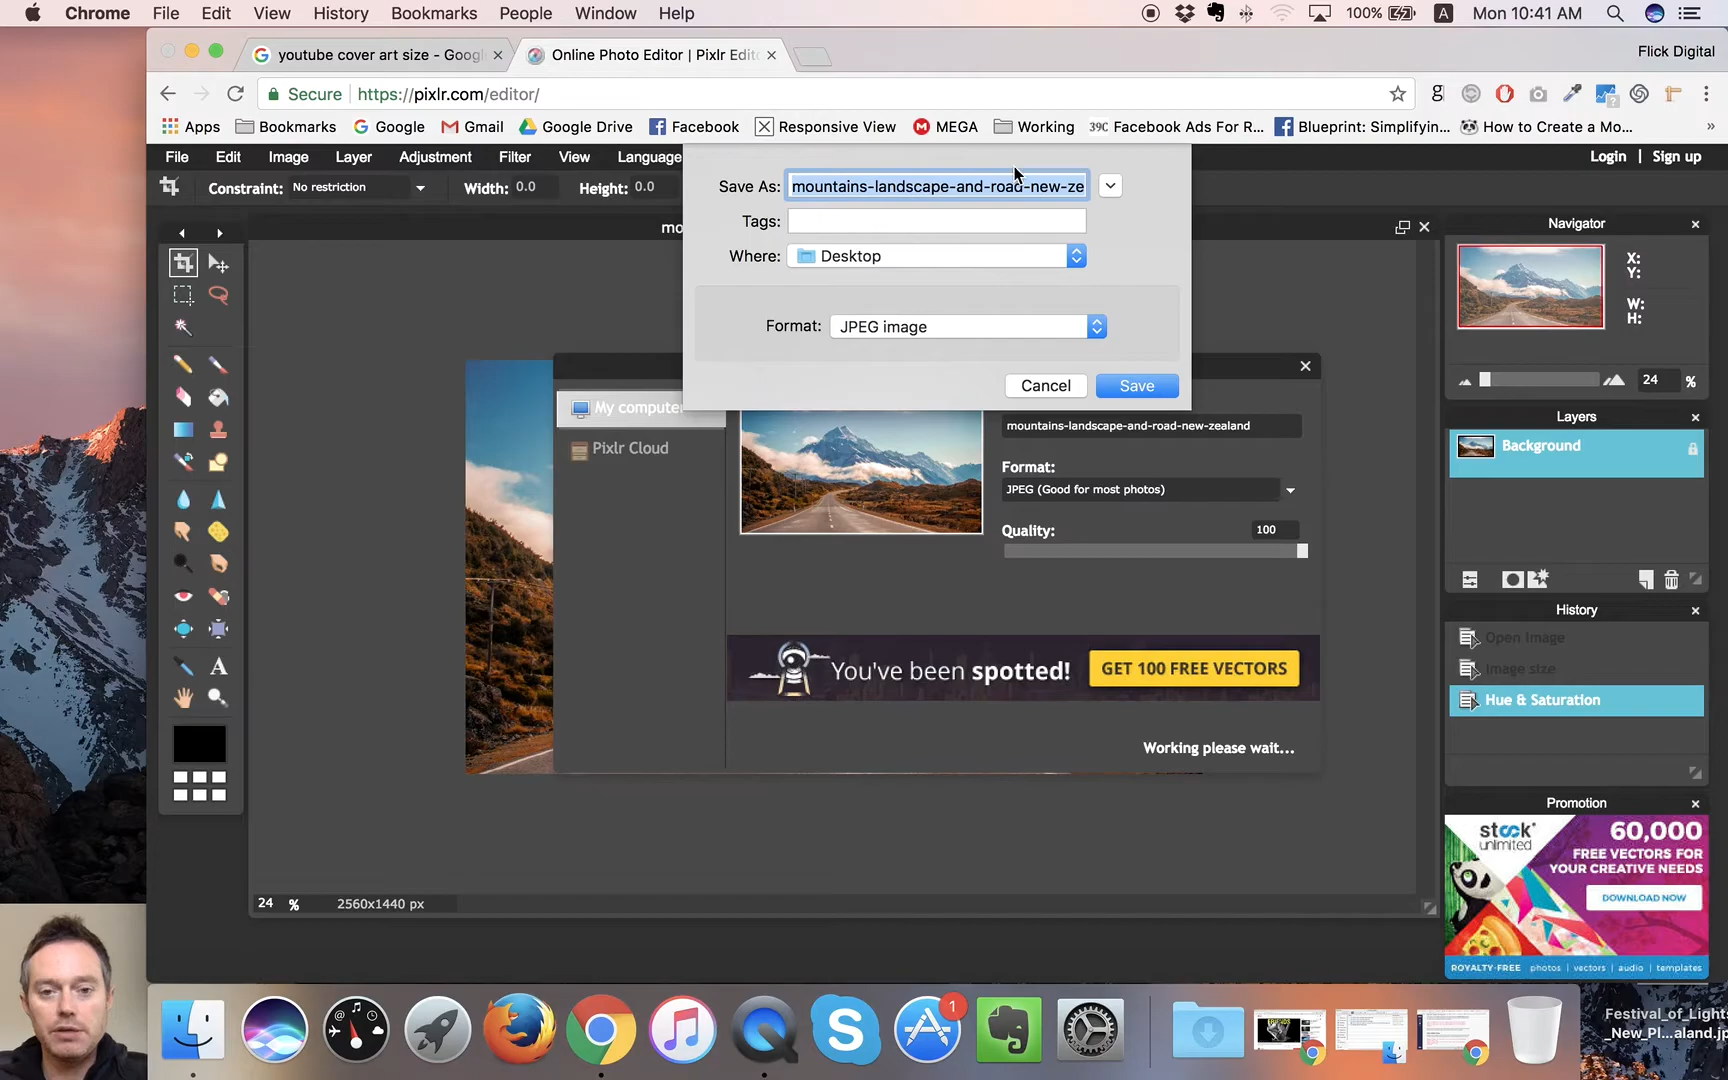 Chrome File Edit View History Bookmarks People Window Help 100% A Mon 10:41 AM
youtube cover art size - Googl Online Photo Editor | Pixlr Edit Flick Digital
Secure https://pixlr.com/editor/
Apps Bookmarks Google Gmail Google Drive Facebook Responsive View MEGA Working 39C Facebook Ads For R... Blueprint: Simplifyin... How to Create a Mo... »
File Edit Image Layer Adjustment Filter View Language Login | Sign up
Constraint: No restriction Width: 0.0 Height: 0.0
Save As: mountains-landscape-and-road-new-ze
Tags:
Where: Desktop
Format: JPEG image
Cancel Save
mo
My compute
Pixlr Cloud
mountains-landscape-and-road-new-zealand
Format:
JPEG (Good for most photos)
Quality: 100
You've been spotted! GET 100 FREE VECTORS
Working please wait...
24 % 2560x1440 px
Navigator
X:
Y:
W:
H:
24 %
Layers
Background
History
Open Image
Image size
Hue & Saturation
Promotion
stock
unlimited
60,000
FREE VECTORS FOR
YOUR CREATIVE NEEDS
DOWNLOAD NOW
ROYALTY-FREE photos | vectors | audio | templates
A
1
Festival_of_Lights
_New_Pl...aland.jp